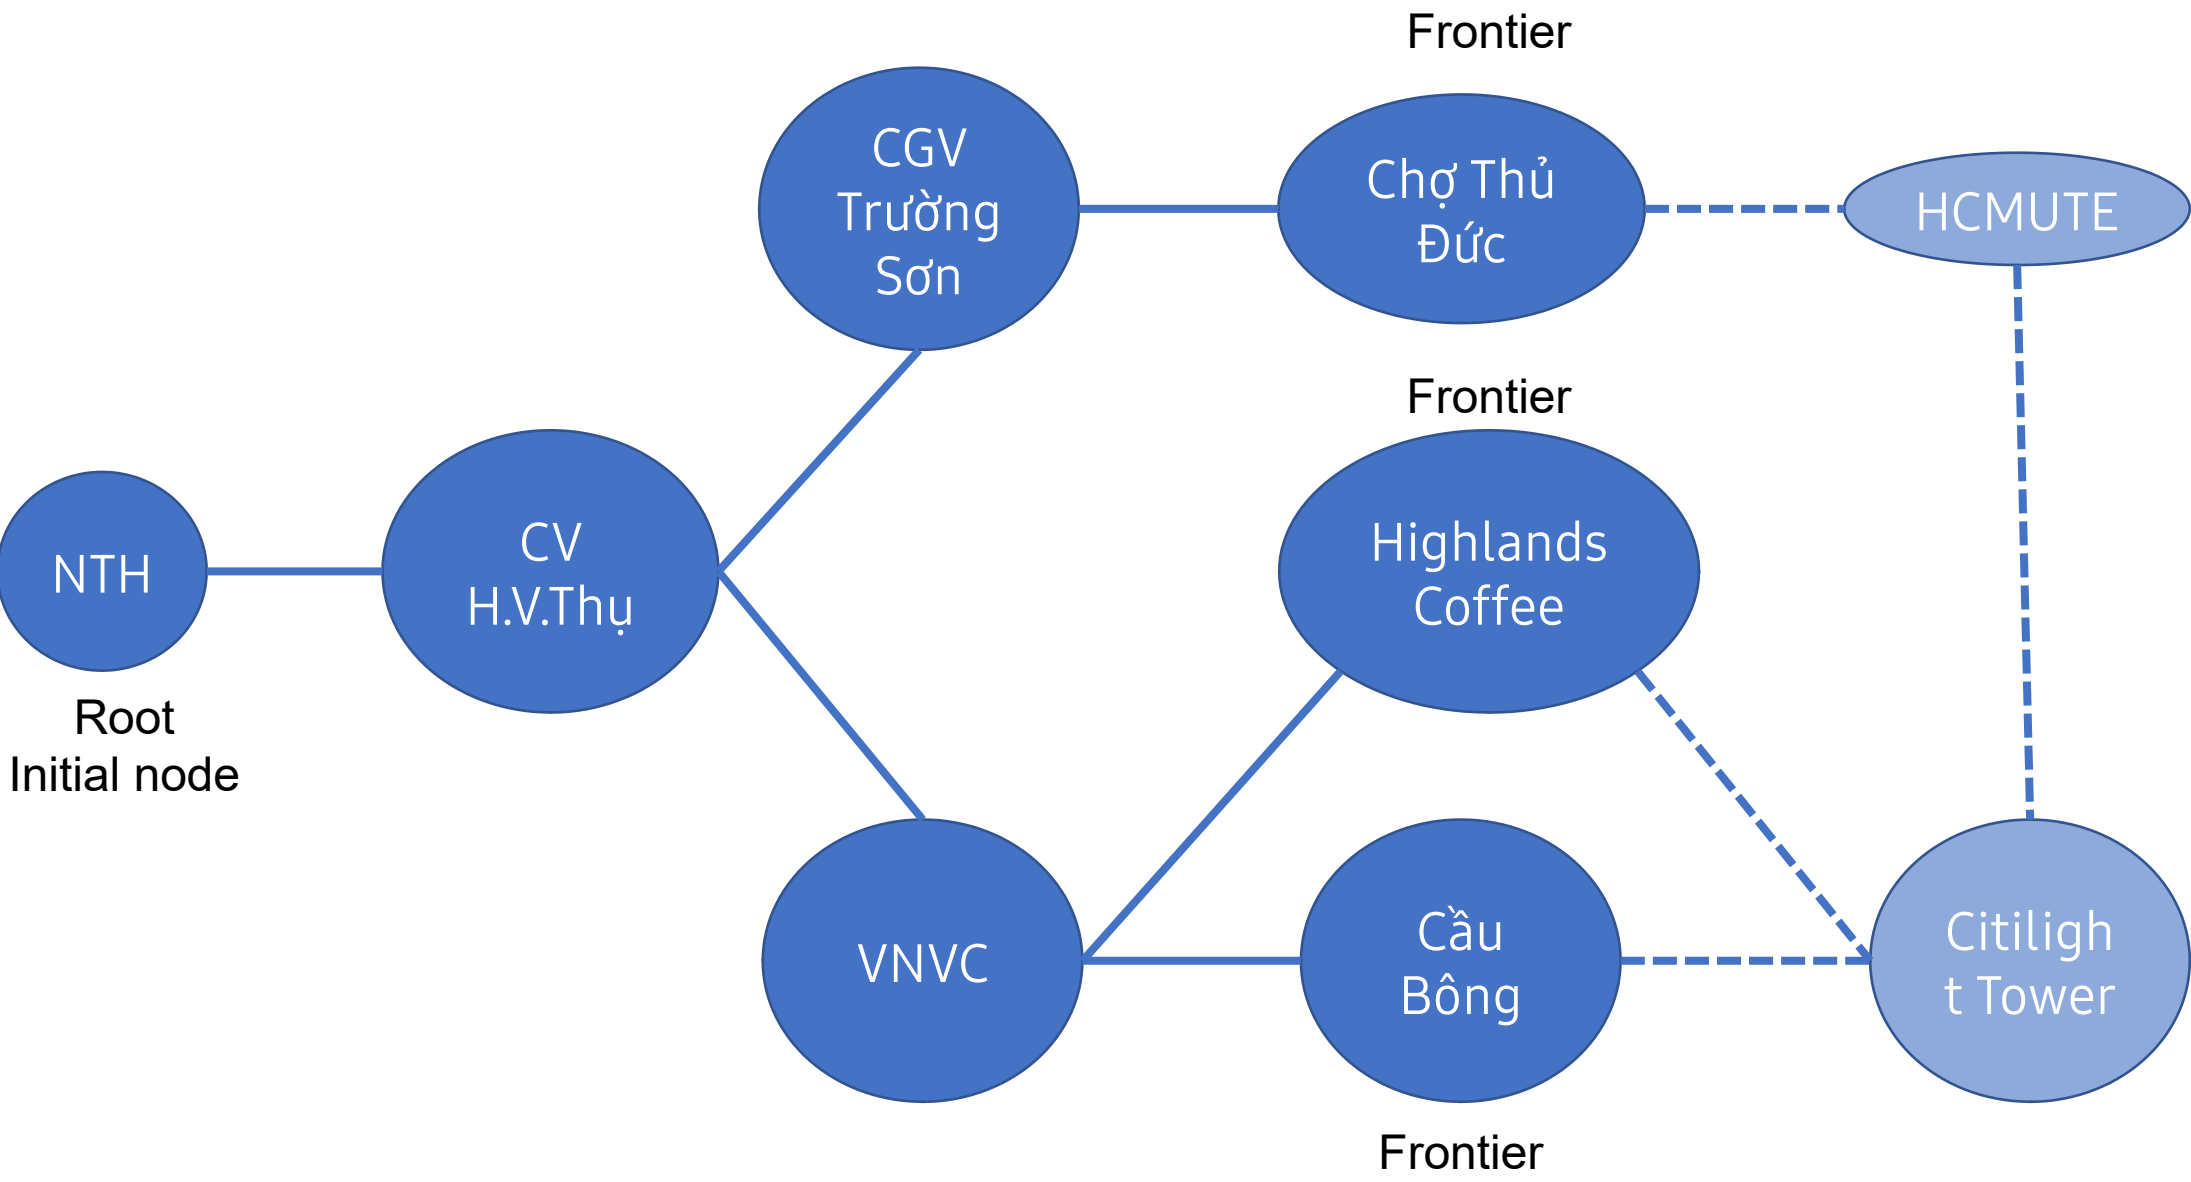 Frontier
CGV
Trường
Sơn
Chợ Thủ
Đức
HCMUTE
Frontier
NTH
CV
H.V.Thụ
Highlands
Coffee
Root
Initial node
VNVC
Cầu
Bông
Citiligh
t Tower
Frontier